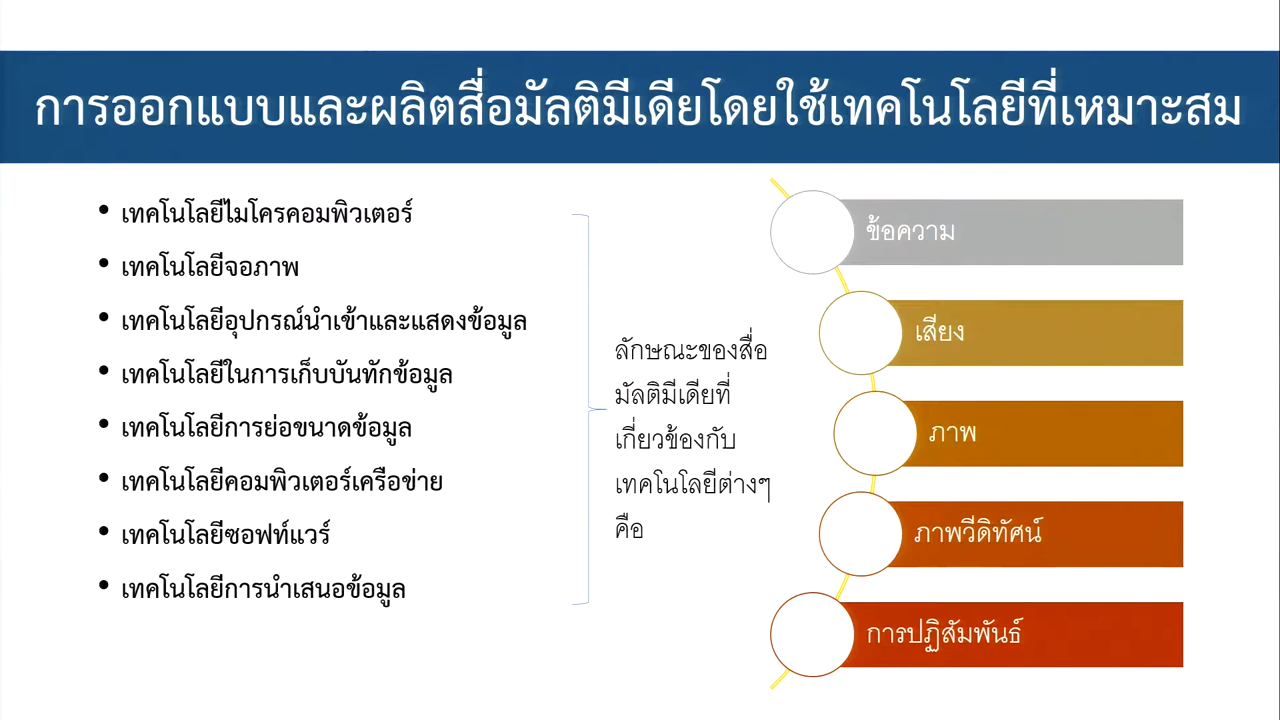 การออกแบบและผลิตสื่อมัลติมีเดียโดยใช้เทคโนโลยีที่เหมาะสม
• เทคโนโลยีไมโครคอมพิวเตอร์
• เทคโนโลยีจอภาพ
• เทคโนโลยีอุปกรณ์นำเข้าและแสดงข้อมูล
• เทคโนโลยีในการเก็บบันทึกข้อมูล
• เทคโนโลยีการย่อขนาดข้อมูล
• เทคโนโลยีคอมพิวเตอร์เครือข่าย
• เทคโนโลยีซอฟท์แวร์
• เทคโนโลยีการนำเสนอข้อมูล
ลักษณะของสื่อ
มัลติมีเดียที่
เกี่ยวข้องกับ
เทคโนโลยีต่างๆ
คือ
ข้อความ
เสียง
ภาพ
ภาพวีดิทัศน์
การปฏิสัมพันธ์